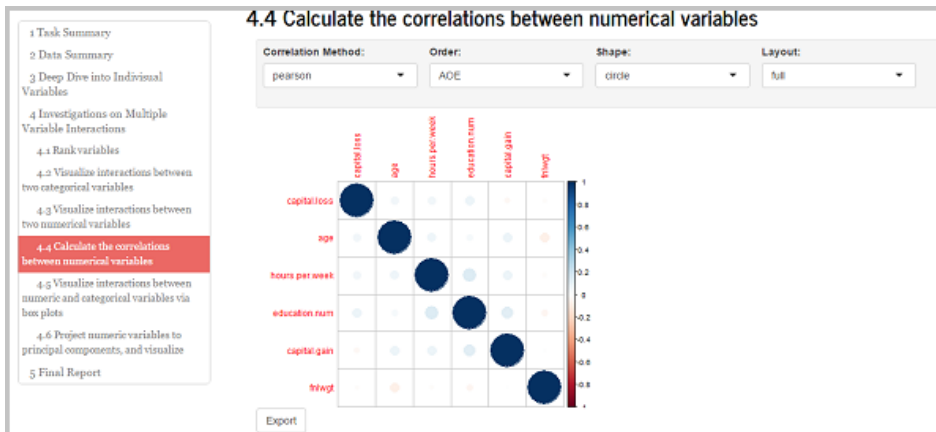 1 Task Summary
2 Data Summary
3 Deep Dive into Indivisual
Variables
4 Investigations on Multiple
Variable Interactions
4.1 Rank variables
4.2 Visualize interactions between
two categorical variables
4.3 Visualize interactions between
two numerical variables
4.4 Calculate the correlations
between numerical variables
4.5 Visualize interactions between
numeric and categorical variables via
box plots
4.6 Project numeric variables to
principal components, and visualize
5 Final Report
4.4 Calculate the correlations between numerical variables
Correlation Method: Order: Shape: Layout:
pearson AOE circle full
capital.loss age hours.per.week education.num capital.gain fnlwgt
capital.loss
age
hours.per.week
education.num
capital.gain
fnlwgt
1
0.8
0.6
0.4
0.2
0
-0.2
-0.4
-0.6
-0.8
-1
Export